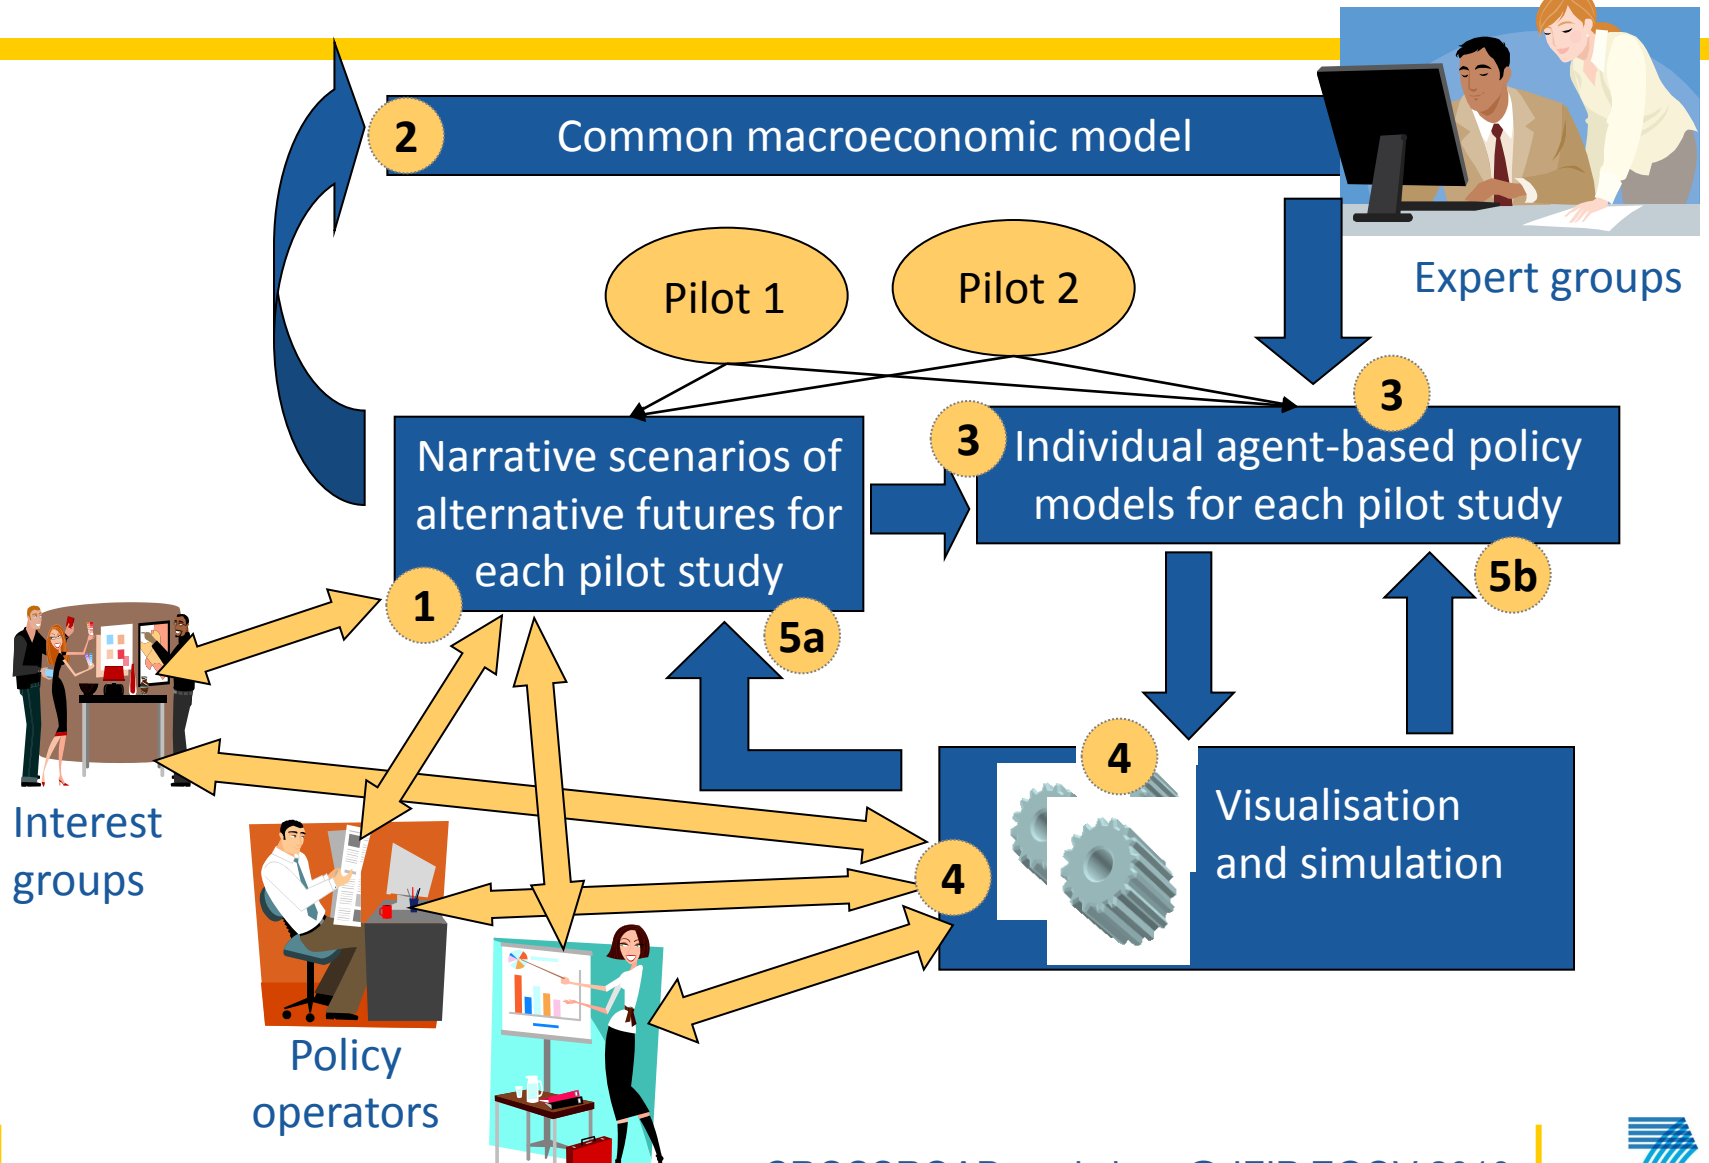 2
Common macroeconomic model
Expert groups
Pilot 1
Pilot 2
3
3
Narrative scenarios of
alternative futures for
each pilot study
Individual agent-based policy
models for each pilot study
1
5a
5b
4
Visualisation
and simulation
4
Interest
groups
Policy
operators